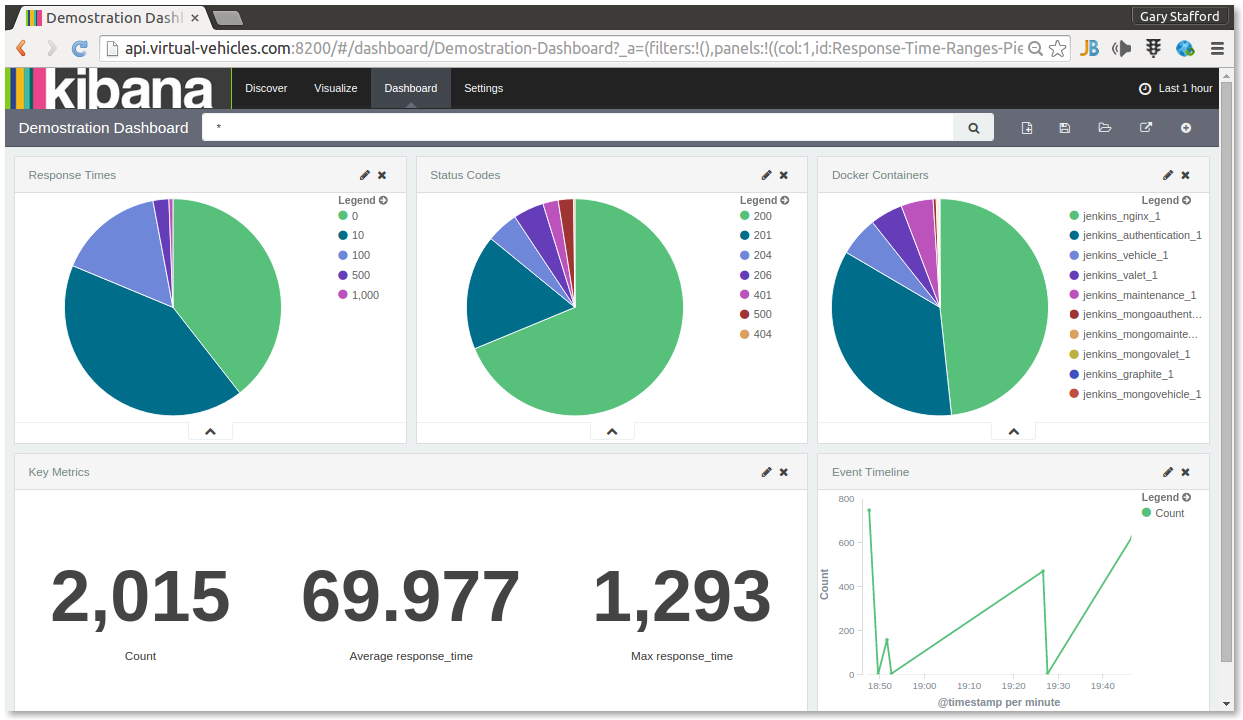 Demostration Dashl
Gary Stafford
api.virtual-vehicles.com:8200/#/dashboard/Demostration-Dashboard?_a=(filters:!(),panels:!((col:1,id:Response-Time-Ranges-Pie
JB
kibana
Discover
Visualize
Dashboard
Settings
Last 1 hour
Demostration Dashboard
*
Response Times
Legend
0
10
100
500
1,000
Status Codes
Legend
200
201
204
206
401
500
404
Docker Containers
Legend
jenkins_nginx_1
jenkins_authentication_1
jenkins_vehicle_1
jenkins_valet_1
jenkins_maintenance_1
jenkins_mongoauthent...
jenkins_mongomainte...
jenkins_mongovalet_1
jenkins_graphite_1
jenkins_mongovehicle_1
Key Metrics
2,015
Count
69.977
Average response_time
1,293
Max response_time
Event Timeline
Legend
Count
800
600
400
200
0
Count
18:50
19:00
19:10
19:20
19:30
19:40
@timestamp per minute